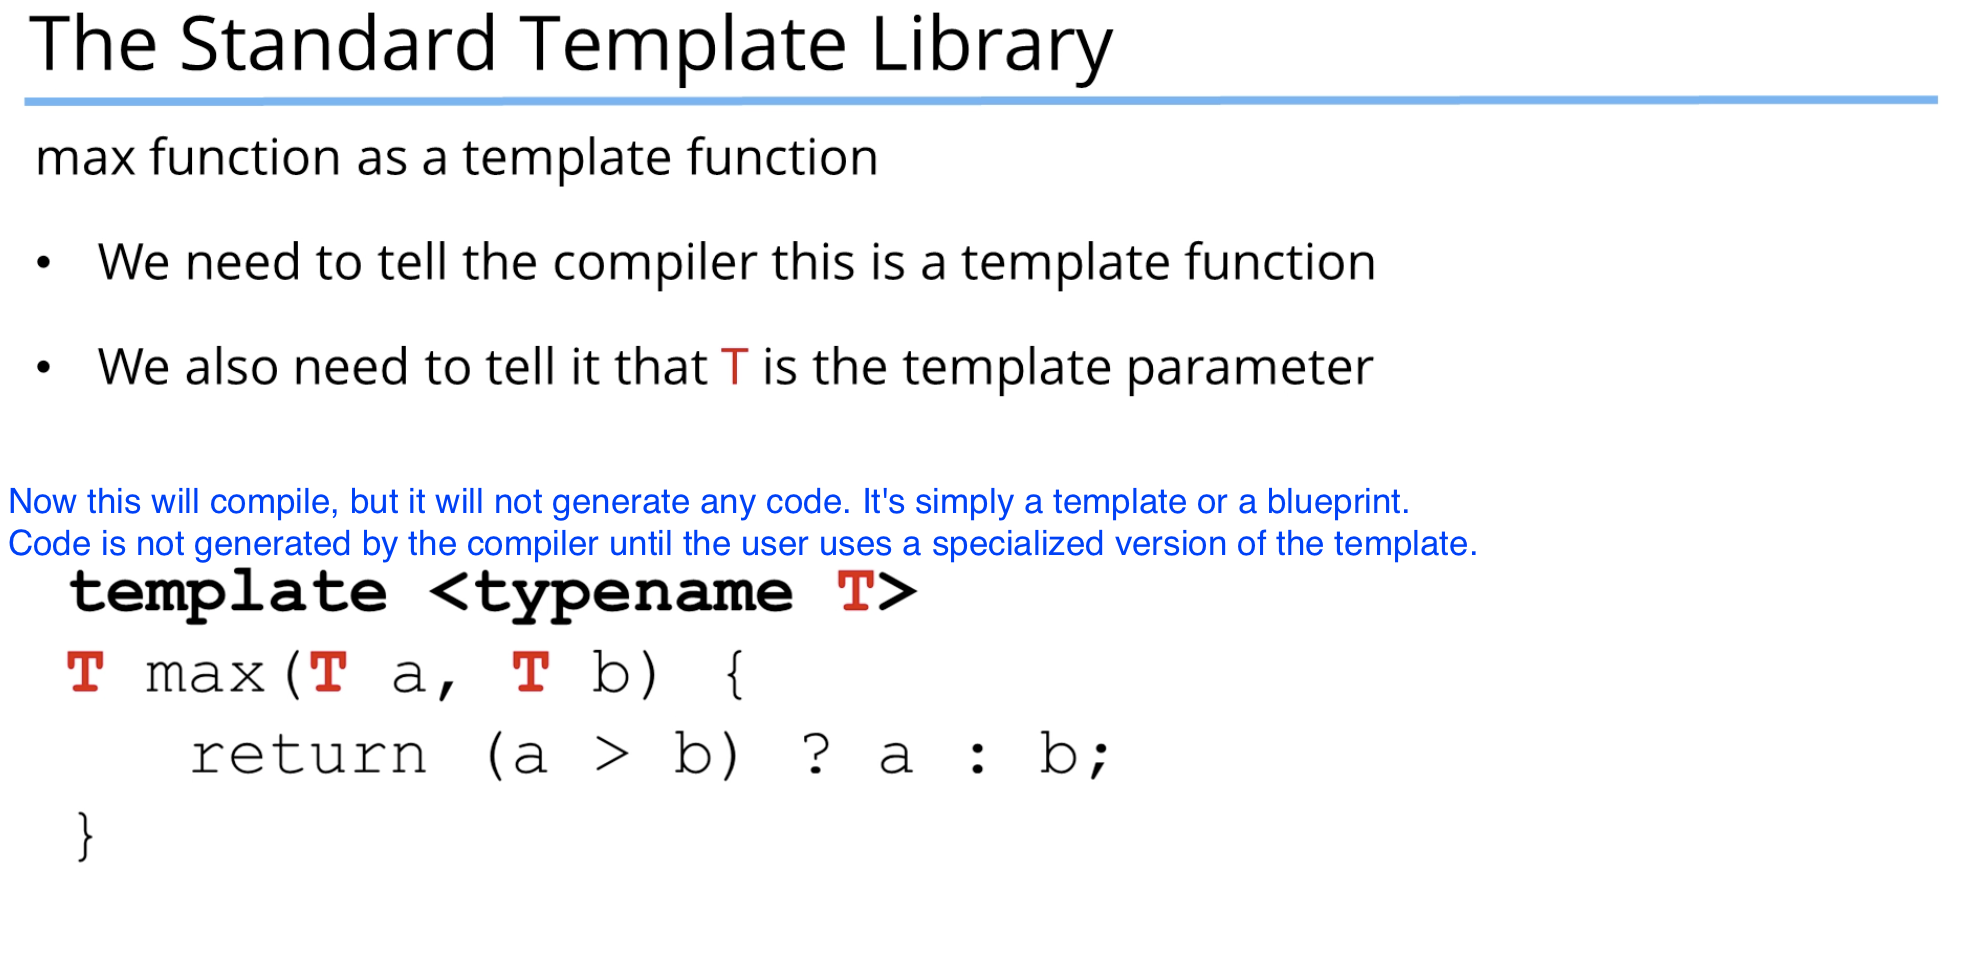 The Standard Template Library
max function as a template function
• We need to tell the compiler this is a template function
• We also need to tell it that T is the template parameter
Now this will compile, but it will not generate any code. It's simply a template or a blueprint.
Code is not generated by the compiler until the user uses a specialized version of the template.
template <typename T>
T max(T a, T b) {
   return (a > b) ? a : b;
}